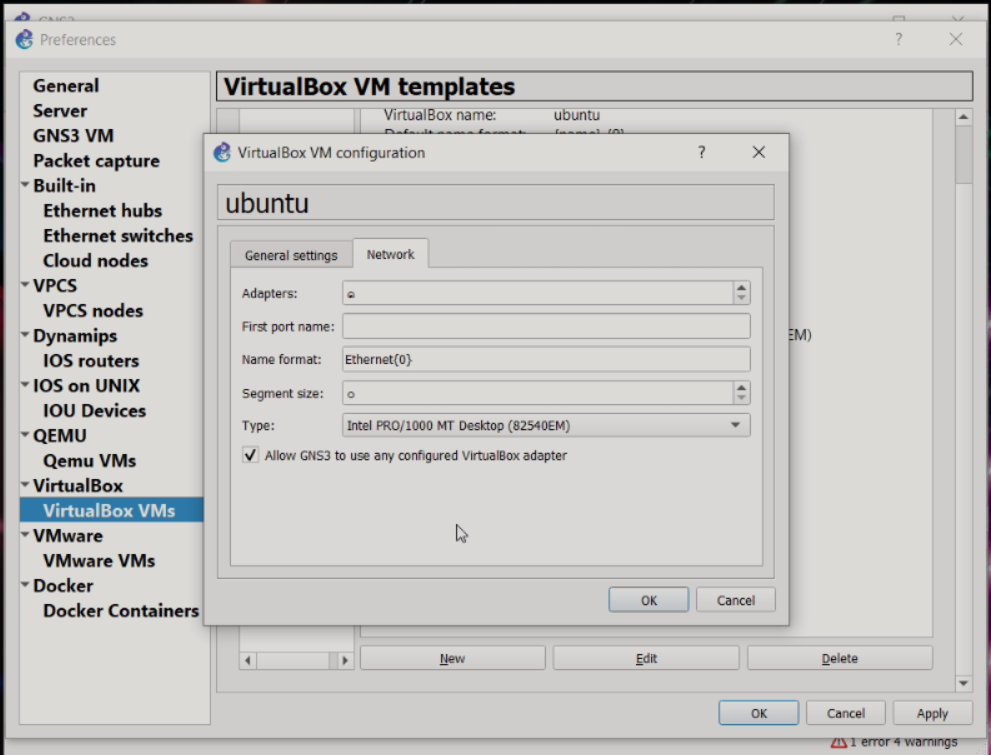 GNS3
Preferences
?
General
Server
GNS3 VM
Packet capture
Built-in
Ethernet hubs
Ethernet switches
Cloud nodes
VPCS
VPCS nodes
Dynamips
IOS routers
IOS on UNIX
IOU Devices
QEMU
Qemu VMs
VirtualBox
VirtualBox VMs
VMware
VMware VMs
Docker
Docker Containers
VirtualBox VM templates
VirtualBox name: ubuntu
Default name format: {name}-{0}
EM)
VirtualBox VM configuration
?
ubuntu
General settings Network
Adapters:
First port name:
Name format: Ethernet{0}
Segment size:
Type: Intel PRO/1000 MT Desktop (82540EM)
Allow GNS3 to use any configured VirtualBox adapter
OK Cancel
New Edit Delete
OK Cancel Apply
1 error 4 warnings